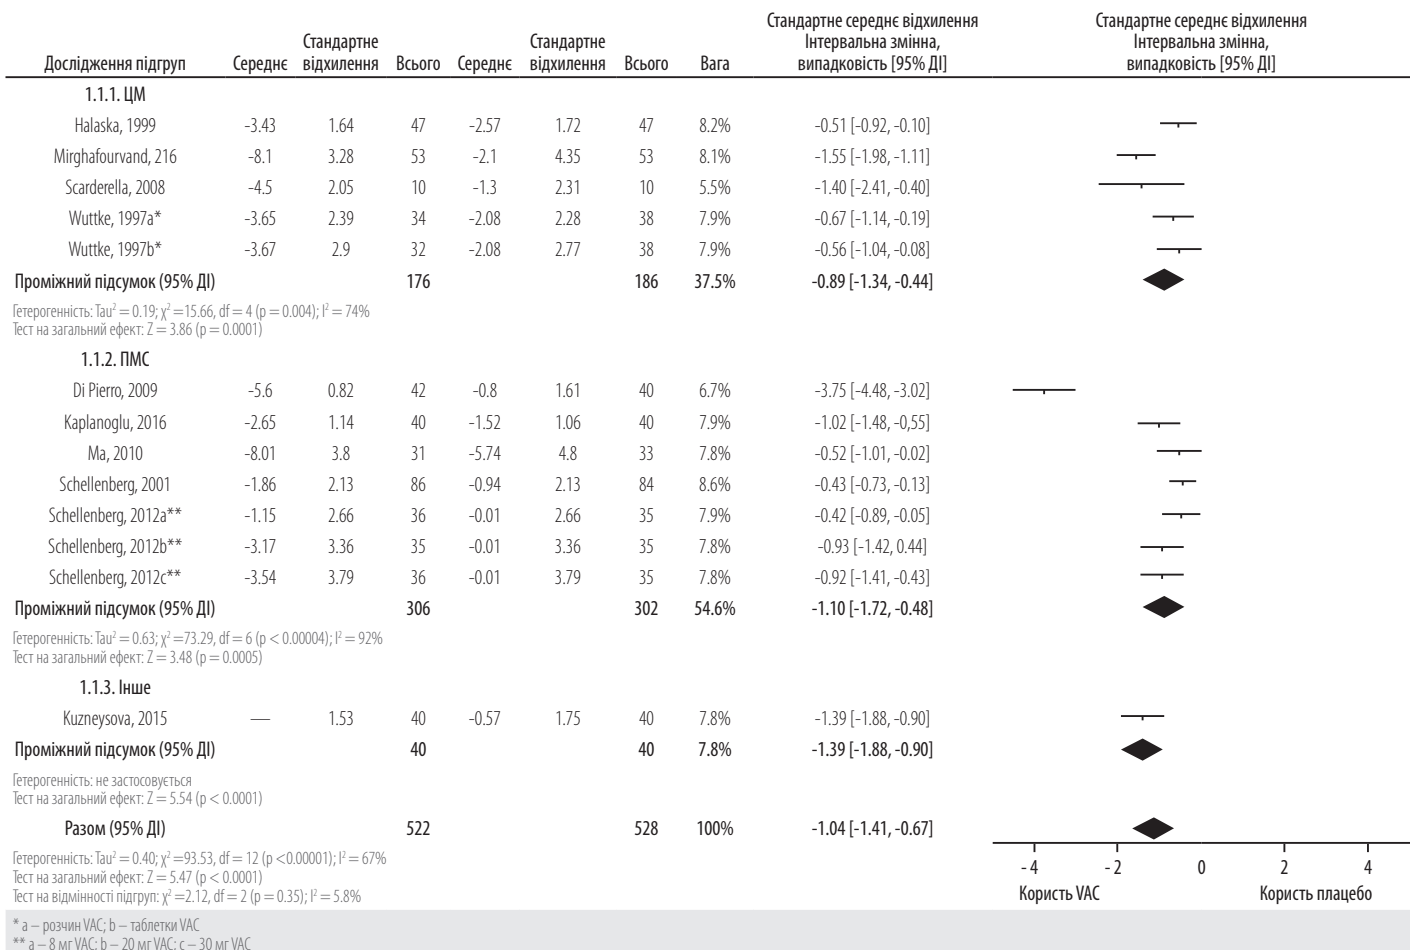 Дослідження підгруп Середнє Стандартне відхилення Всього Середнє Стандартне відхилення Всього Вага Стандартне середнє відхилення Інтервальна змінна, випадковість [95% ДІ] Стандартне середнє відхилення Інтервальна змінна, випадковість [95% ДІ]
1.1.1. ЦМ
Halaska, 1999 -3.43 1.64 47 -2.57 1.72 47 8.2% -0.51 [-0.92, -0.10]
Mirghafourvand, 216 -8.1 3.28 53 -2.1 4.35 53 8.1% -1.55 [-1.98, -1.11]
Scarderella, 2008 -4.5 2.05 10 -1.3 2.31 10 5.5% -1.40 [-2.41, -0.40]
Wuttke, 1997a* -3.65 2.39 34 -2.08 2.28 38 7.9% -0.67 [-1.14, -0.19]
Wuttke, 1997b* -3.67 2.9 32 -2.08 2.77 38 7.9% -0.56 [-1.04, -0.08]
Проміжний підсумок (95% ДІ) 176 186 37.5% -0.89 [-1.34, -0.44]
Гетерогенність: Tau² = 0.19; χ² =15.66, df = 4 (p = 0.004); I² = 74%
Тест на загальний ефект: Z = 3.86 (p = 0.0001)
1.1.2. ПМС
Di Pierro, 2009 -5.6 0.82 42 -0.8 1.61 40 6.7% -3.75 [-4.48, -3.02]
Kaplanoglu, 2016 -2.65 1.14 40 -1.52 1.06 40 7.9% -1.02 [-1.48, -0,55]
Ma, 2010 -8.01 3.8 31 -5.74 4.8 33 7.8% -0.52 [-1.01, -0.02]
Schellenberg, 2001 -1.86 2.13 86 -0.94 2.13 84 8.6% -0.43 [-0.73, -0.13]
Schellenberg, 2012a** -1.15 2.66 36 -0.01 2.66 35 7.9% -0.42 [-0.89, -0.05]
Schellenberg, 2012b** -3.17 3.36 35 -0.01 3.36 35 7.8% -0.93 [-1.42, 0.44]
Schellenberg, 2012c** -3.54 3.79 36 -0.01 3.79 35 7.8% -0.92 [-1.41, -0.43]
Проміжний підсумок (95% ДІ) 306 302 54.6% -1.10 [-1.72, -0.48]
Гетерогенність: Tau² = 0.63; χ² =73.29, df = 6 (p < 0.00004); I² = 92%
Тест на загальний ефект: Z = 3.48 (p = 0.0005)
1.1.3. Інше
Kuzneysova, 2015 — 1.53 40 -0.57 1.75 40 7.8% -1.39 [-1.88, -0.90]
Проміжний підсумок (95% ДІ) 40 40 7.8% -1.39 [-1.88, -0.90]
Гетерогенність: не застосовується
Тест на загальний ефект: Z = 5.54 (p < 0.0001)
Разом (95% ДІ) 522 528 100% -1.04 [-1.41, -0.67]
Гетерогенність: Tau² = 0.40; χ² =93.53, df = 12 (p <0.00001); I² = 67%
Тест на загальний ефект: Z = 5.47 (p < 0.0001)
Тест на відмінності підгруп: χ² =2.12, df = 2 (p = 0.35); I² = 5.8%
- 4 - 2 0 2 4
Користь VAC Користь плацебо
* a – розчин VAC; b – таблетки VAC
** a – 8 мг VAC; b – 20 мг VAC; c – 30 мг VAC